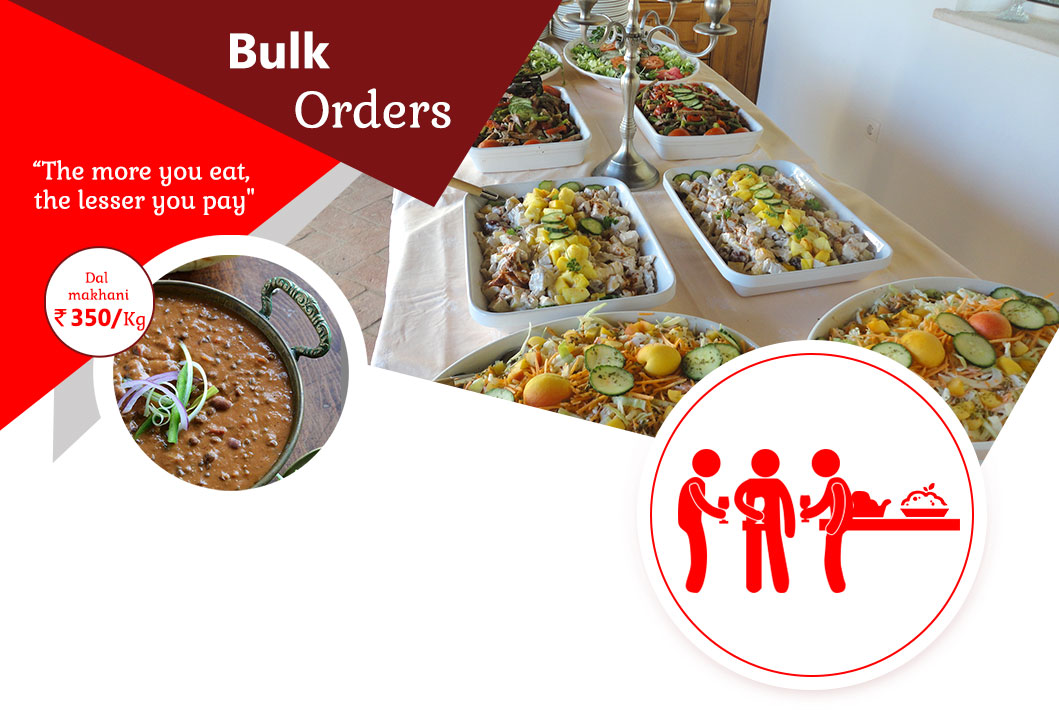 Bulk
Orders
“The more you eat,
the lesser you pay"
Dal
makhani
₹ 350/Kg